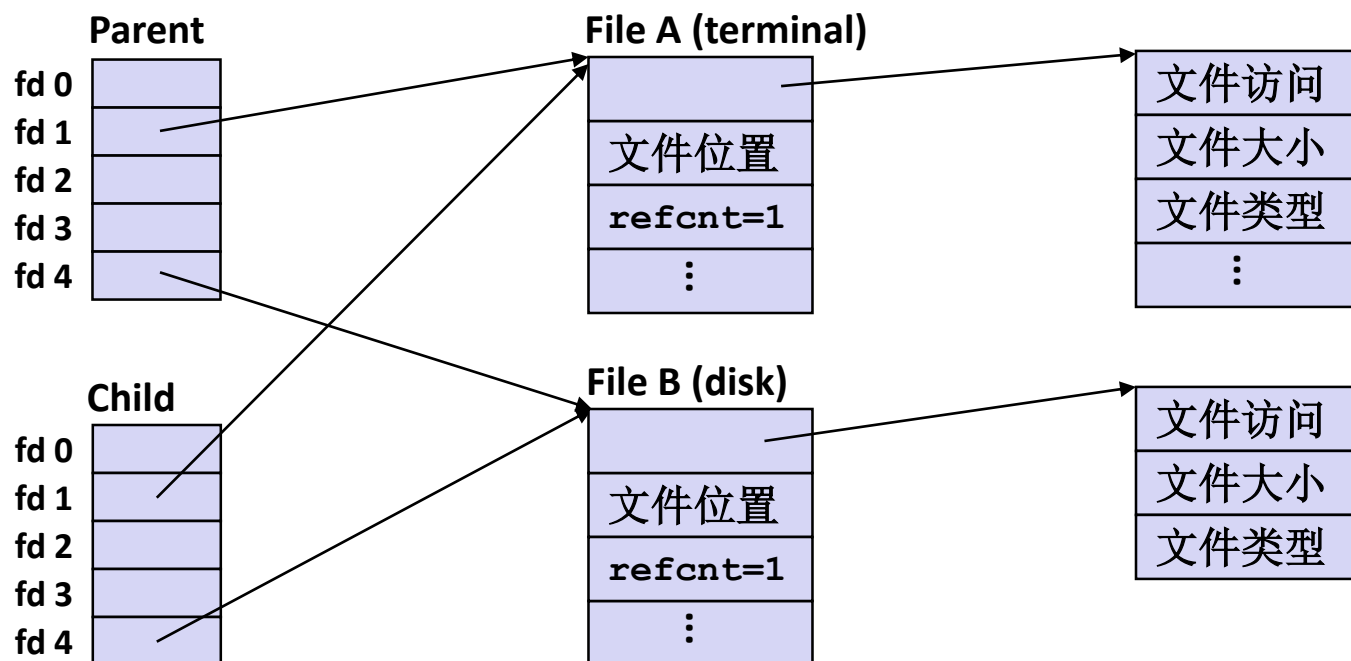 Parent
fd 0
fd 1
fd 2
fd 3
fd 4
File A (terminal)
文件位置
refcnt=1
⋮
文件访问
文件大小
文件类型
⋮
Child
fd 0
fd 1
fd 2
fd 3
fd 4
File B (disk)
文件位置
refcnt=1
⋮
文件访问
文件大小
文件类型